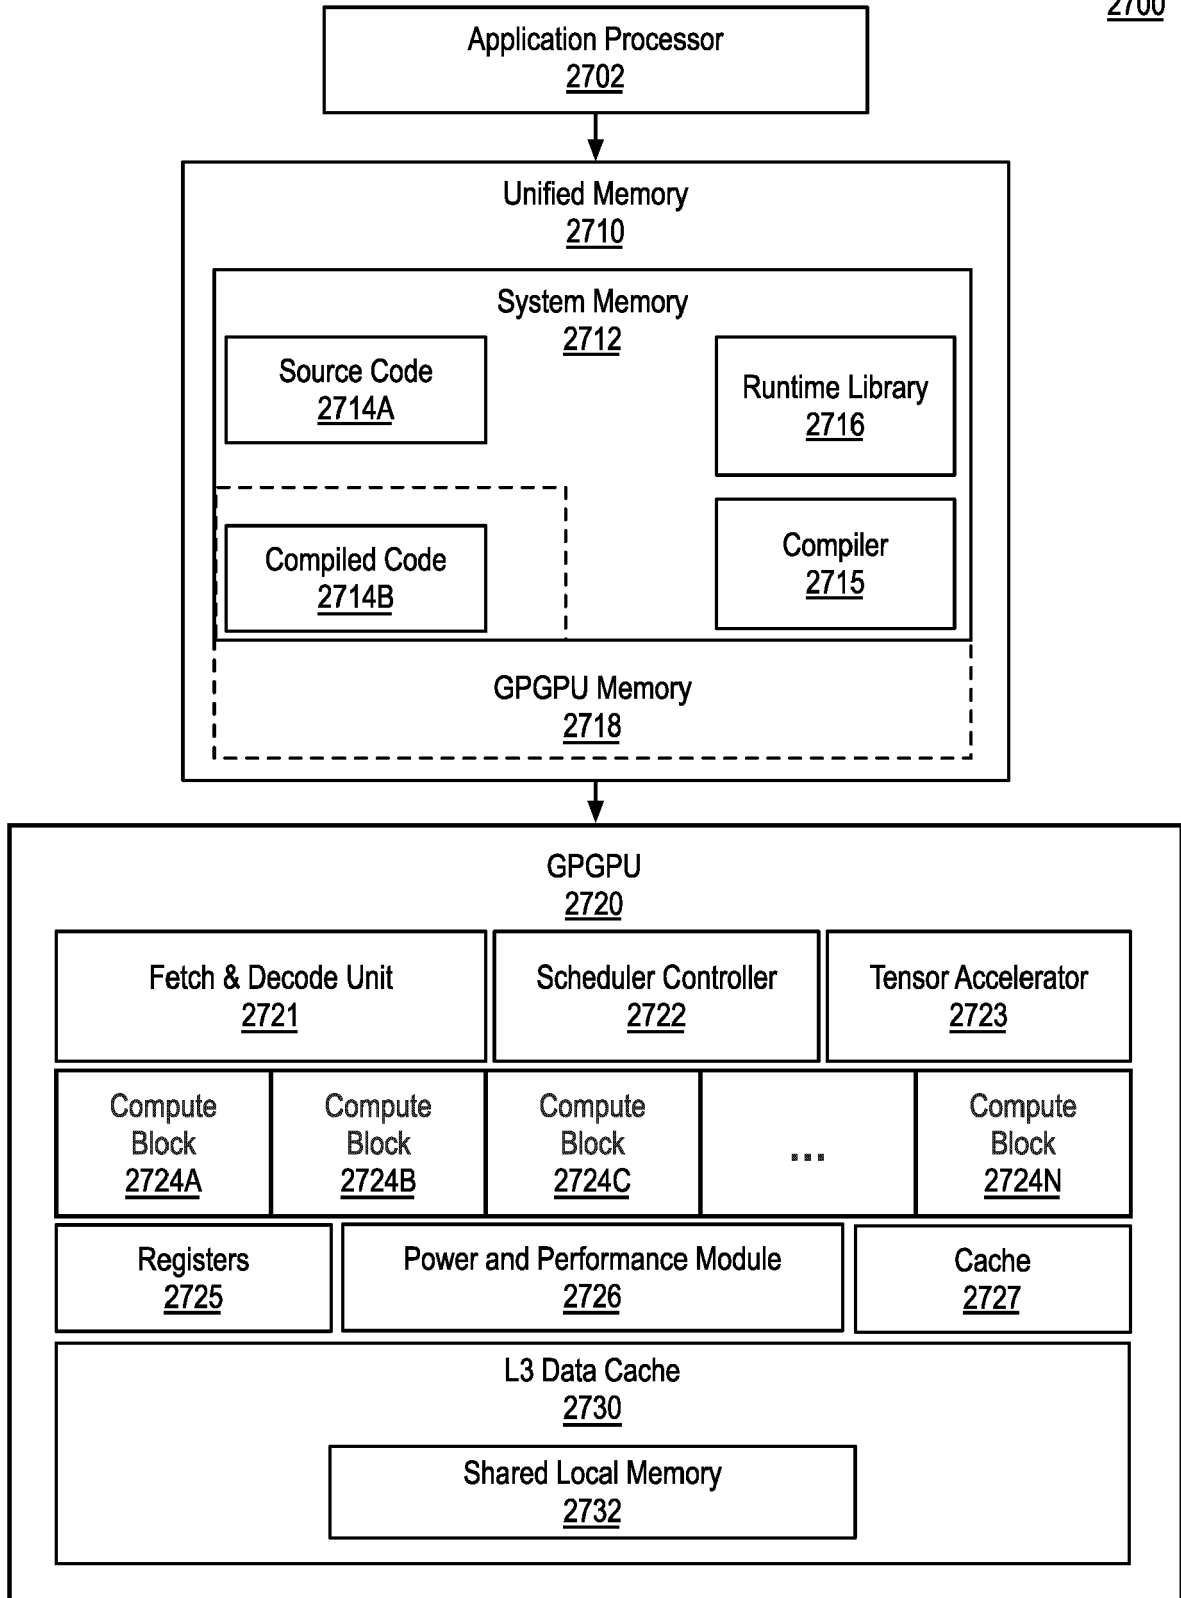 2700
Application Processor
2702
Unified Memory
2710
System Memory
2712
Source Code
2714A
Runtime Library
2716
Compiled Code
2714B
Compiler
2715
GPGPU Memory
2718
GPGPU
2720
Fetch & Decode Unit
2721
Scheduler Controller
2722
Tensor Accelerator
2723
Compute
Block
2724A
Compute
Block
2724B
Compute
Block
2724C
...
Compute
Block
2724N
Registers
2725
Power and Performance Module
2726
Cache
2727
L3 Data Cache
2730
Shared Local Memory
2732